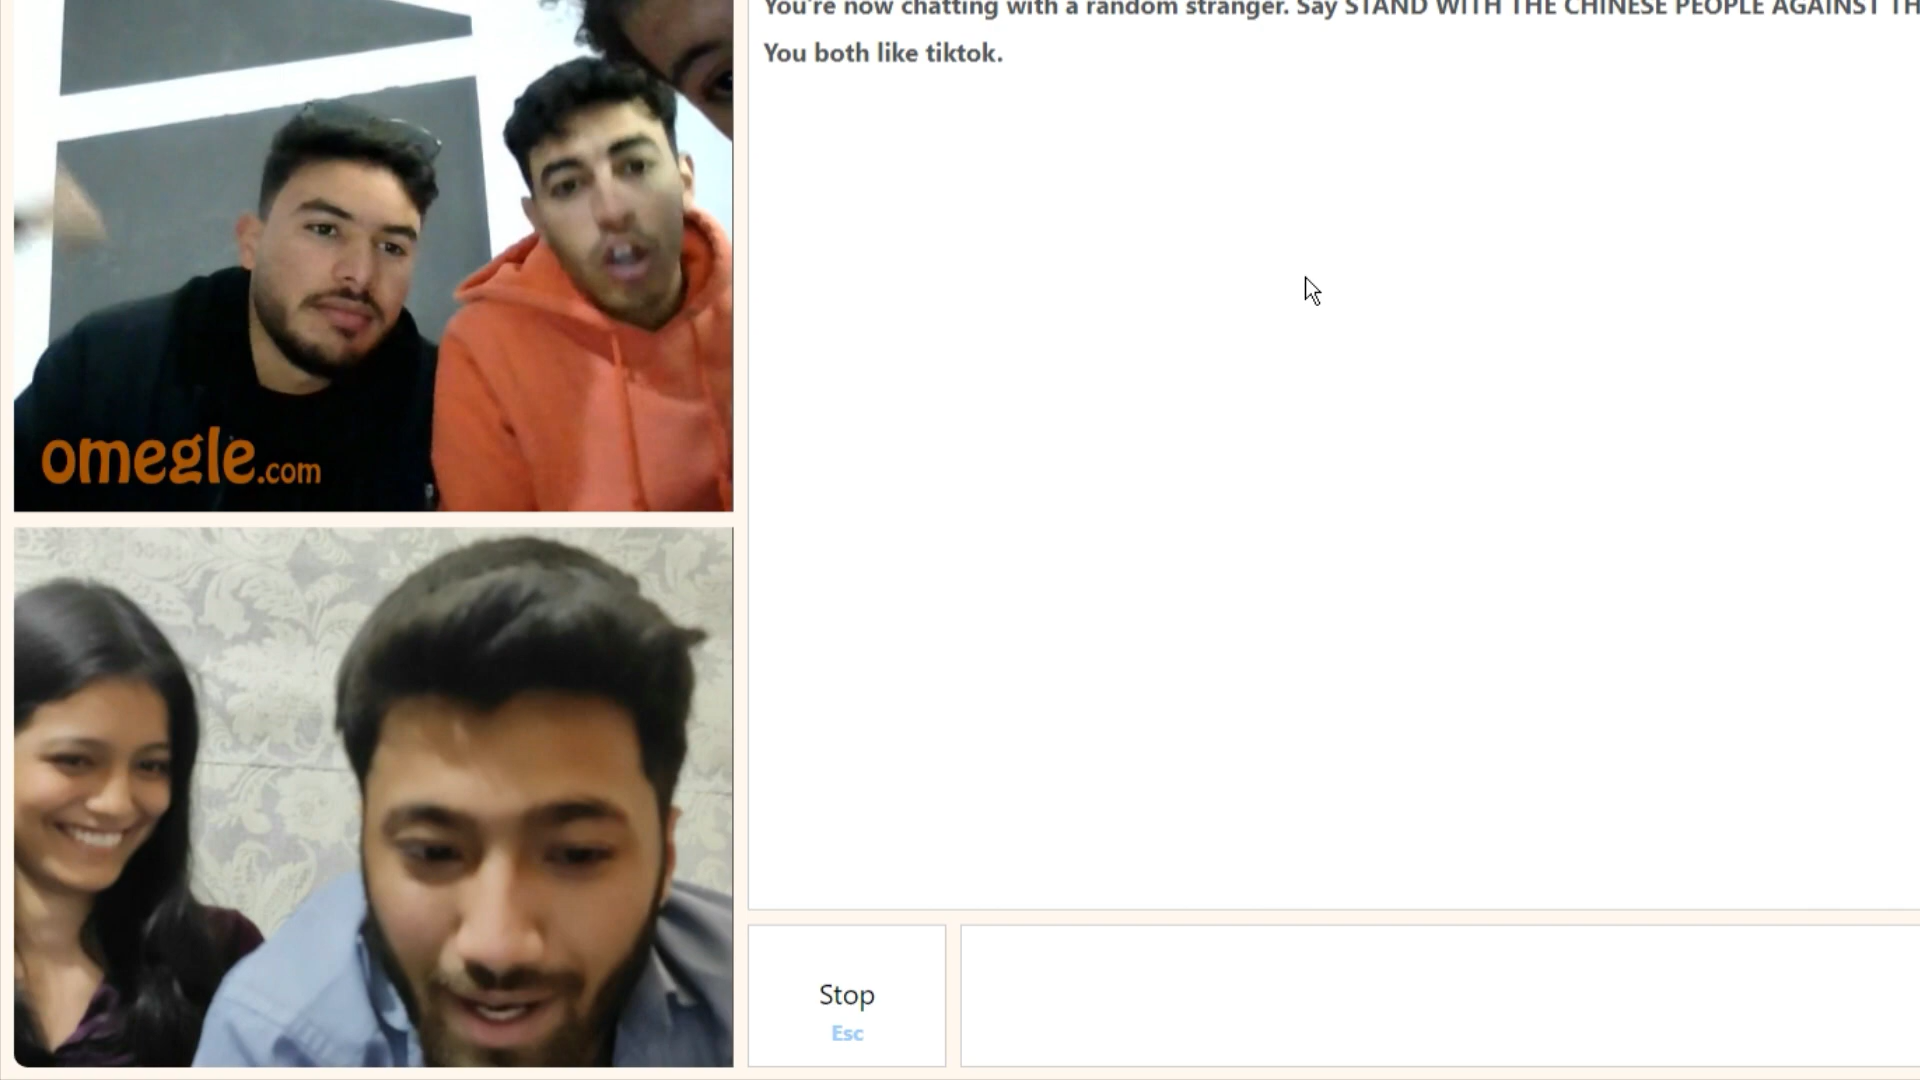 You're now chatting with a random stranger. Say STAND WITH THE CHINESE PEOPLE AGAINST
You both like tiktok.
omegle.com
Stop
Esc